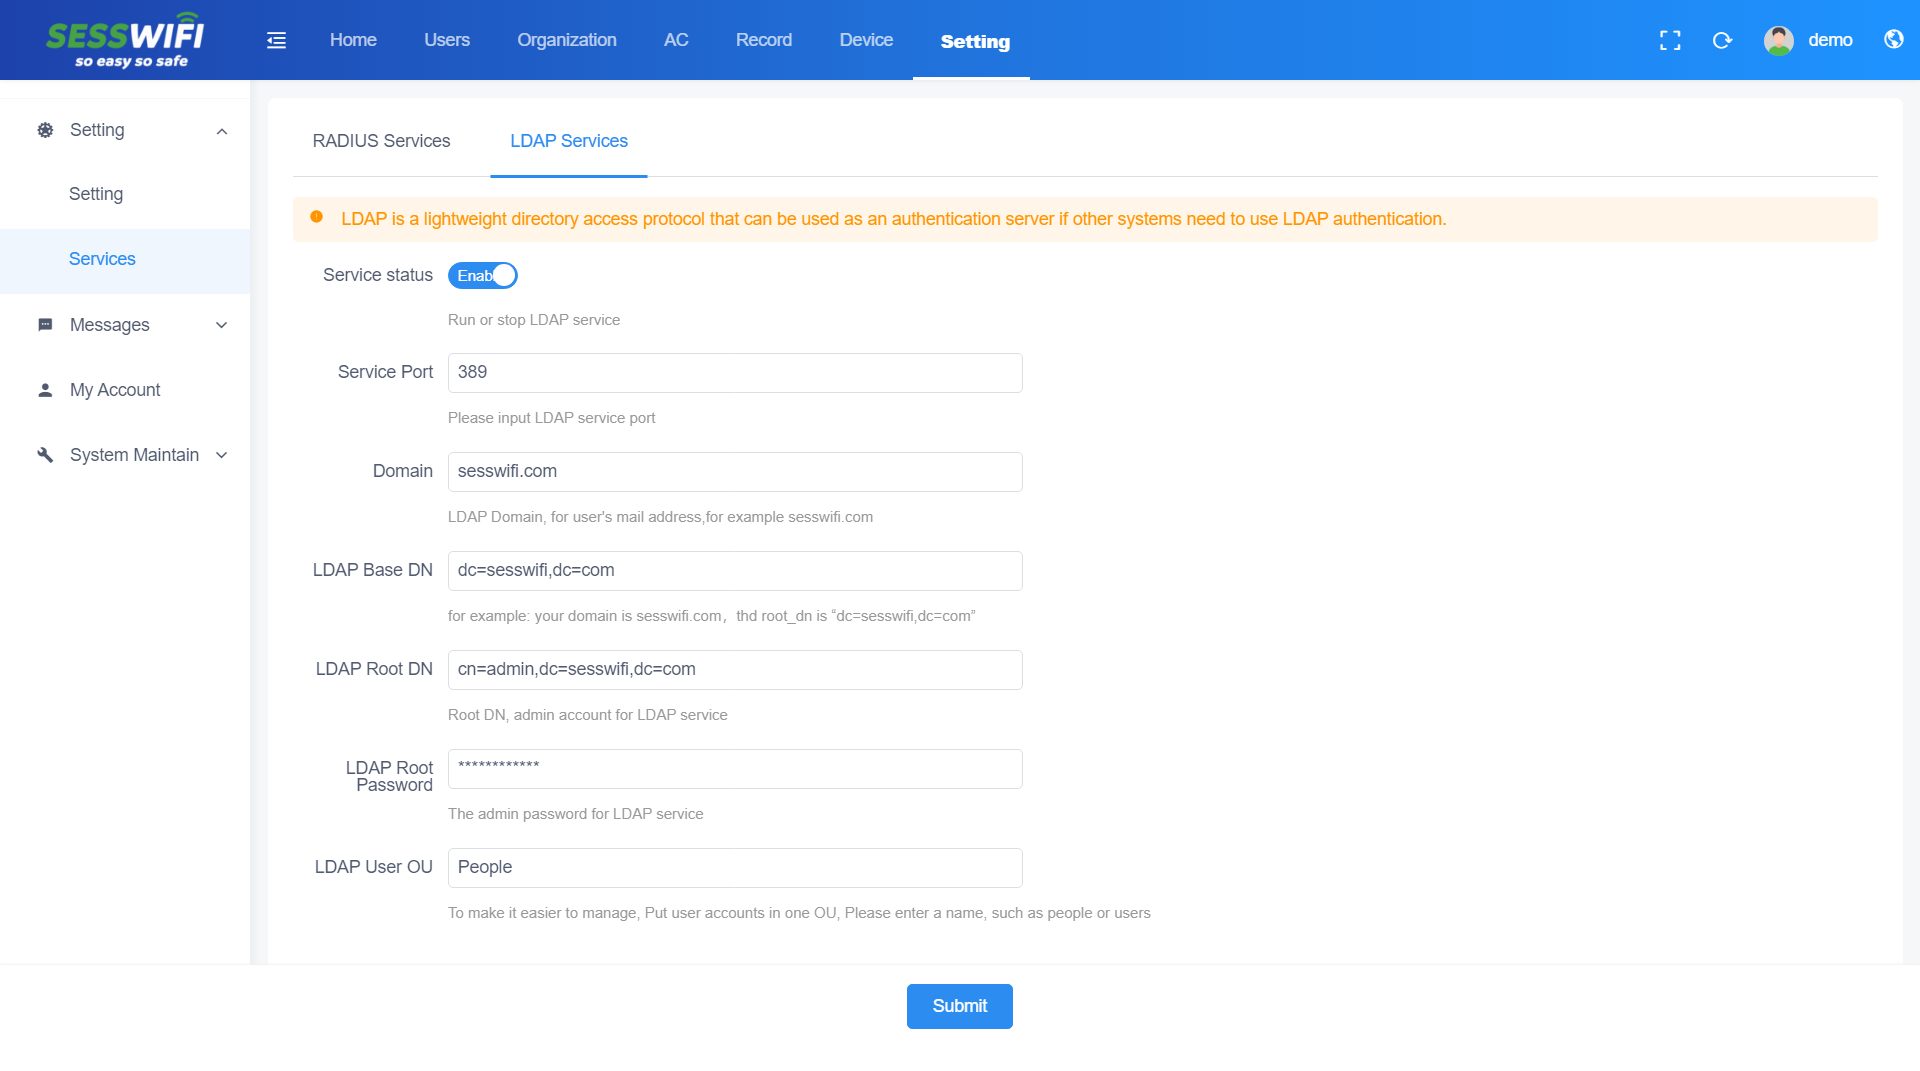 SESSWIFI
so easy so safe
Home
Users
Organization
AC
Record
Device
Setting
demo
Setting
Setting
Services
Messages
My Account
System Maintain
RADIUS Services
LDAP Services
LDAP is a lightweight directory access protocol that can be used as an authentication server if other systems need to use LDAP authentication.
Service status
Enab
Run or stop LDAP service
Service Port
389
Please input LDAP service port
Domain
sesswifi.com
LDAP Domain, for user's mail address,for example sesswifi.com
LDAP Base DN
dc=sesswifi,dc=com
for example: your domain is sesswifi.com，thd root_dn is “dc=sesswifi,dc=com”
LDAP Root DN
cn=admin,dc=sesswifi,dc=com
Root DN, admin account for LDAP service
LDAP Root
Password
************
The admin password for LDAP service
LDAP User OU
People
To make it easier to manage, Put user accounts in one OU, Please enter a name, such as people or users
Submit